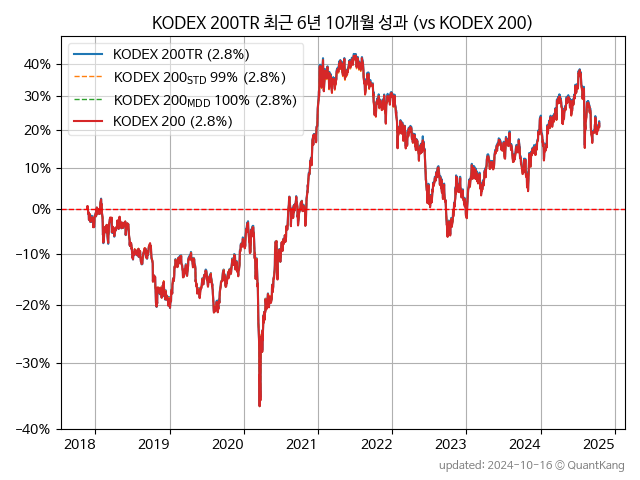 KODEX 200TR 최근 6년 10개월 성과 (vs KODEX 200)
KODEX 200TR (2.8%)
KODEX 200STD 99% (2.8%)
KODEX 200MDD 100% (2.8%)
KODEX 200 (2.8%)
40%
30%
20%
10%
0%
−10%
−20%
−30%
−40%
2018 2019 2020 2021 2022 2023 2024 2025
updated: 2024-10-16 © QuantKang